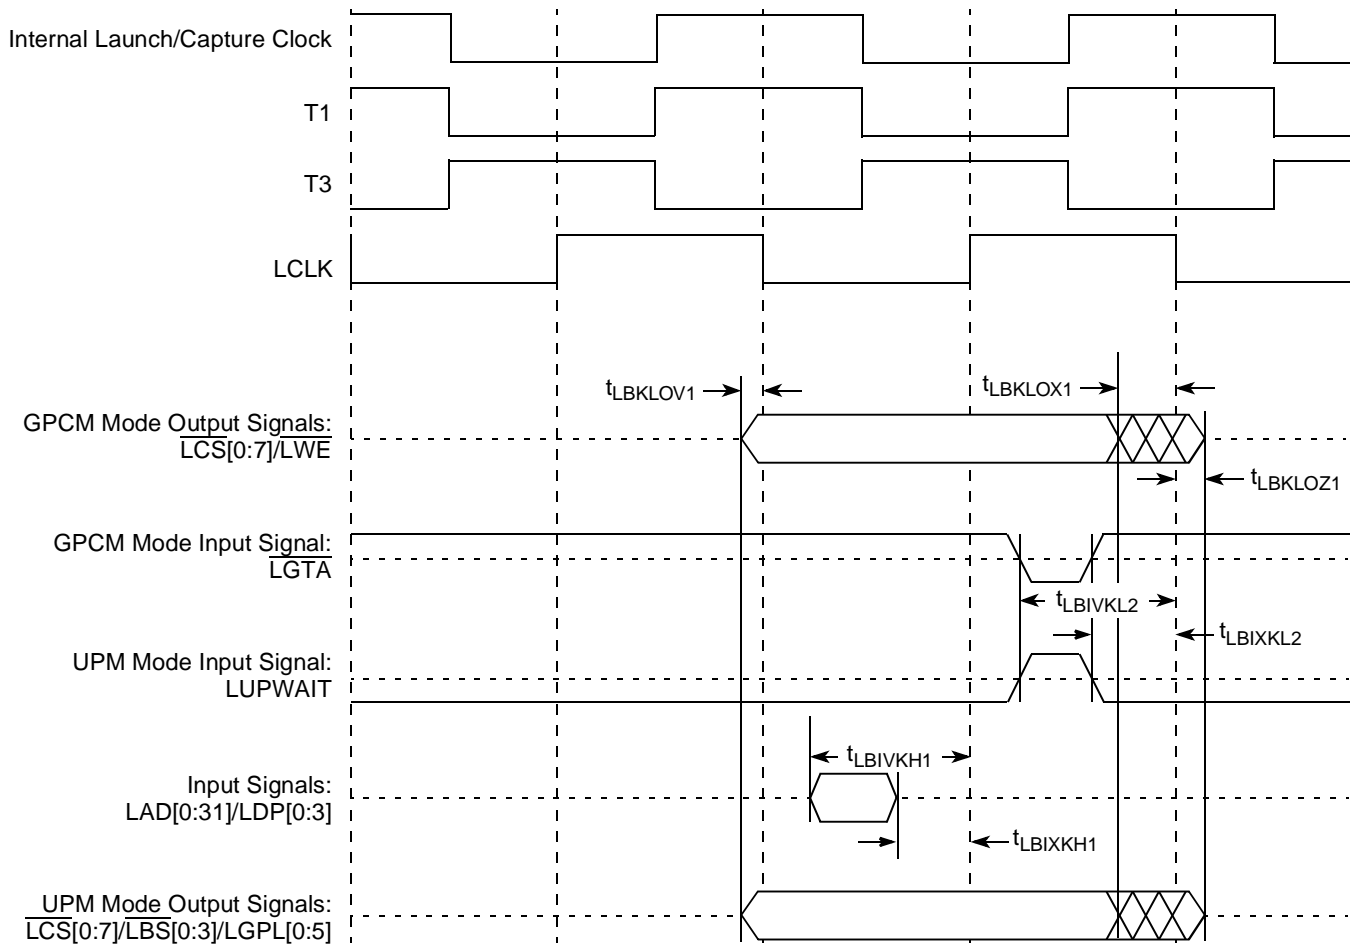 Internal Launch/Capture Clock
T1
T3
LCLK
tLBKLOV1
tLBKLOX1
GPCM Mode Output Signals:
LCS[0:7]/LWE
tLBKLOZ1
GPCM Mode Input Signal:
LGTA
tLBIVKL2
tLBIXKL2
UPM Mode Input Signal:
LUPWAIT
tLBIVKH1
Input Signals:
LAD[0:31]/LDP[0:3]
tLBIXKH1
UPM Mode Output Signals:
LCS[0:7]/LBS[0:3]/LGPL[0:5]